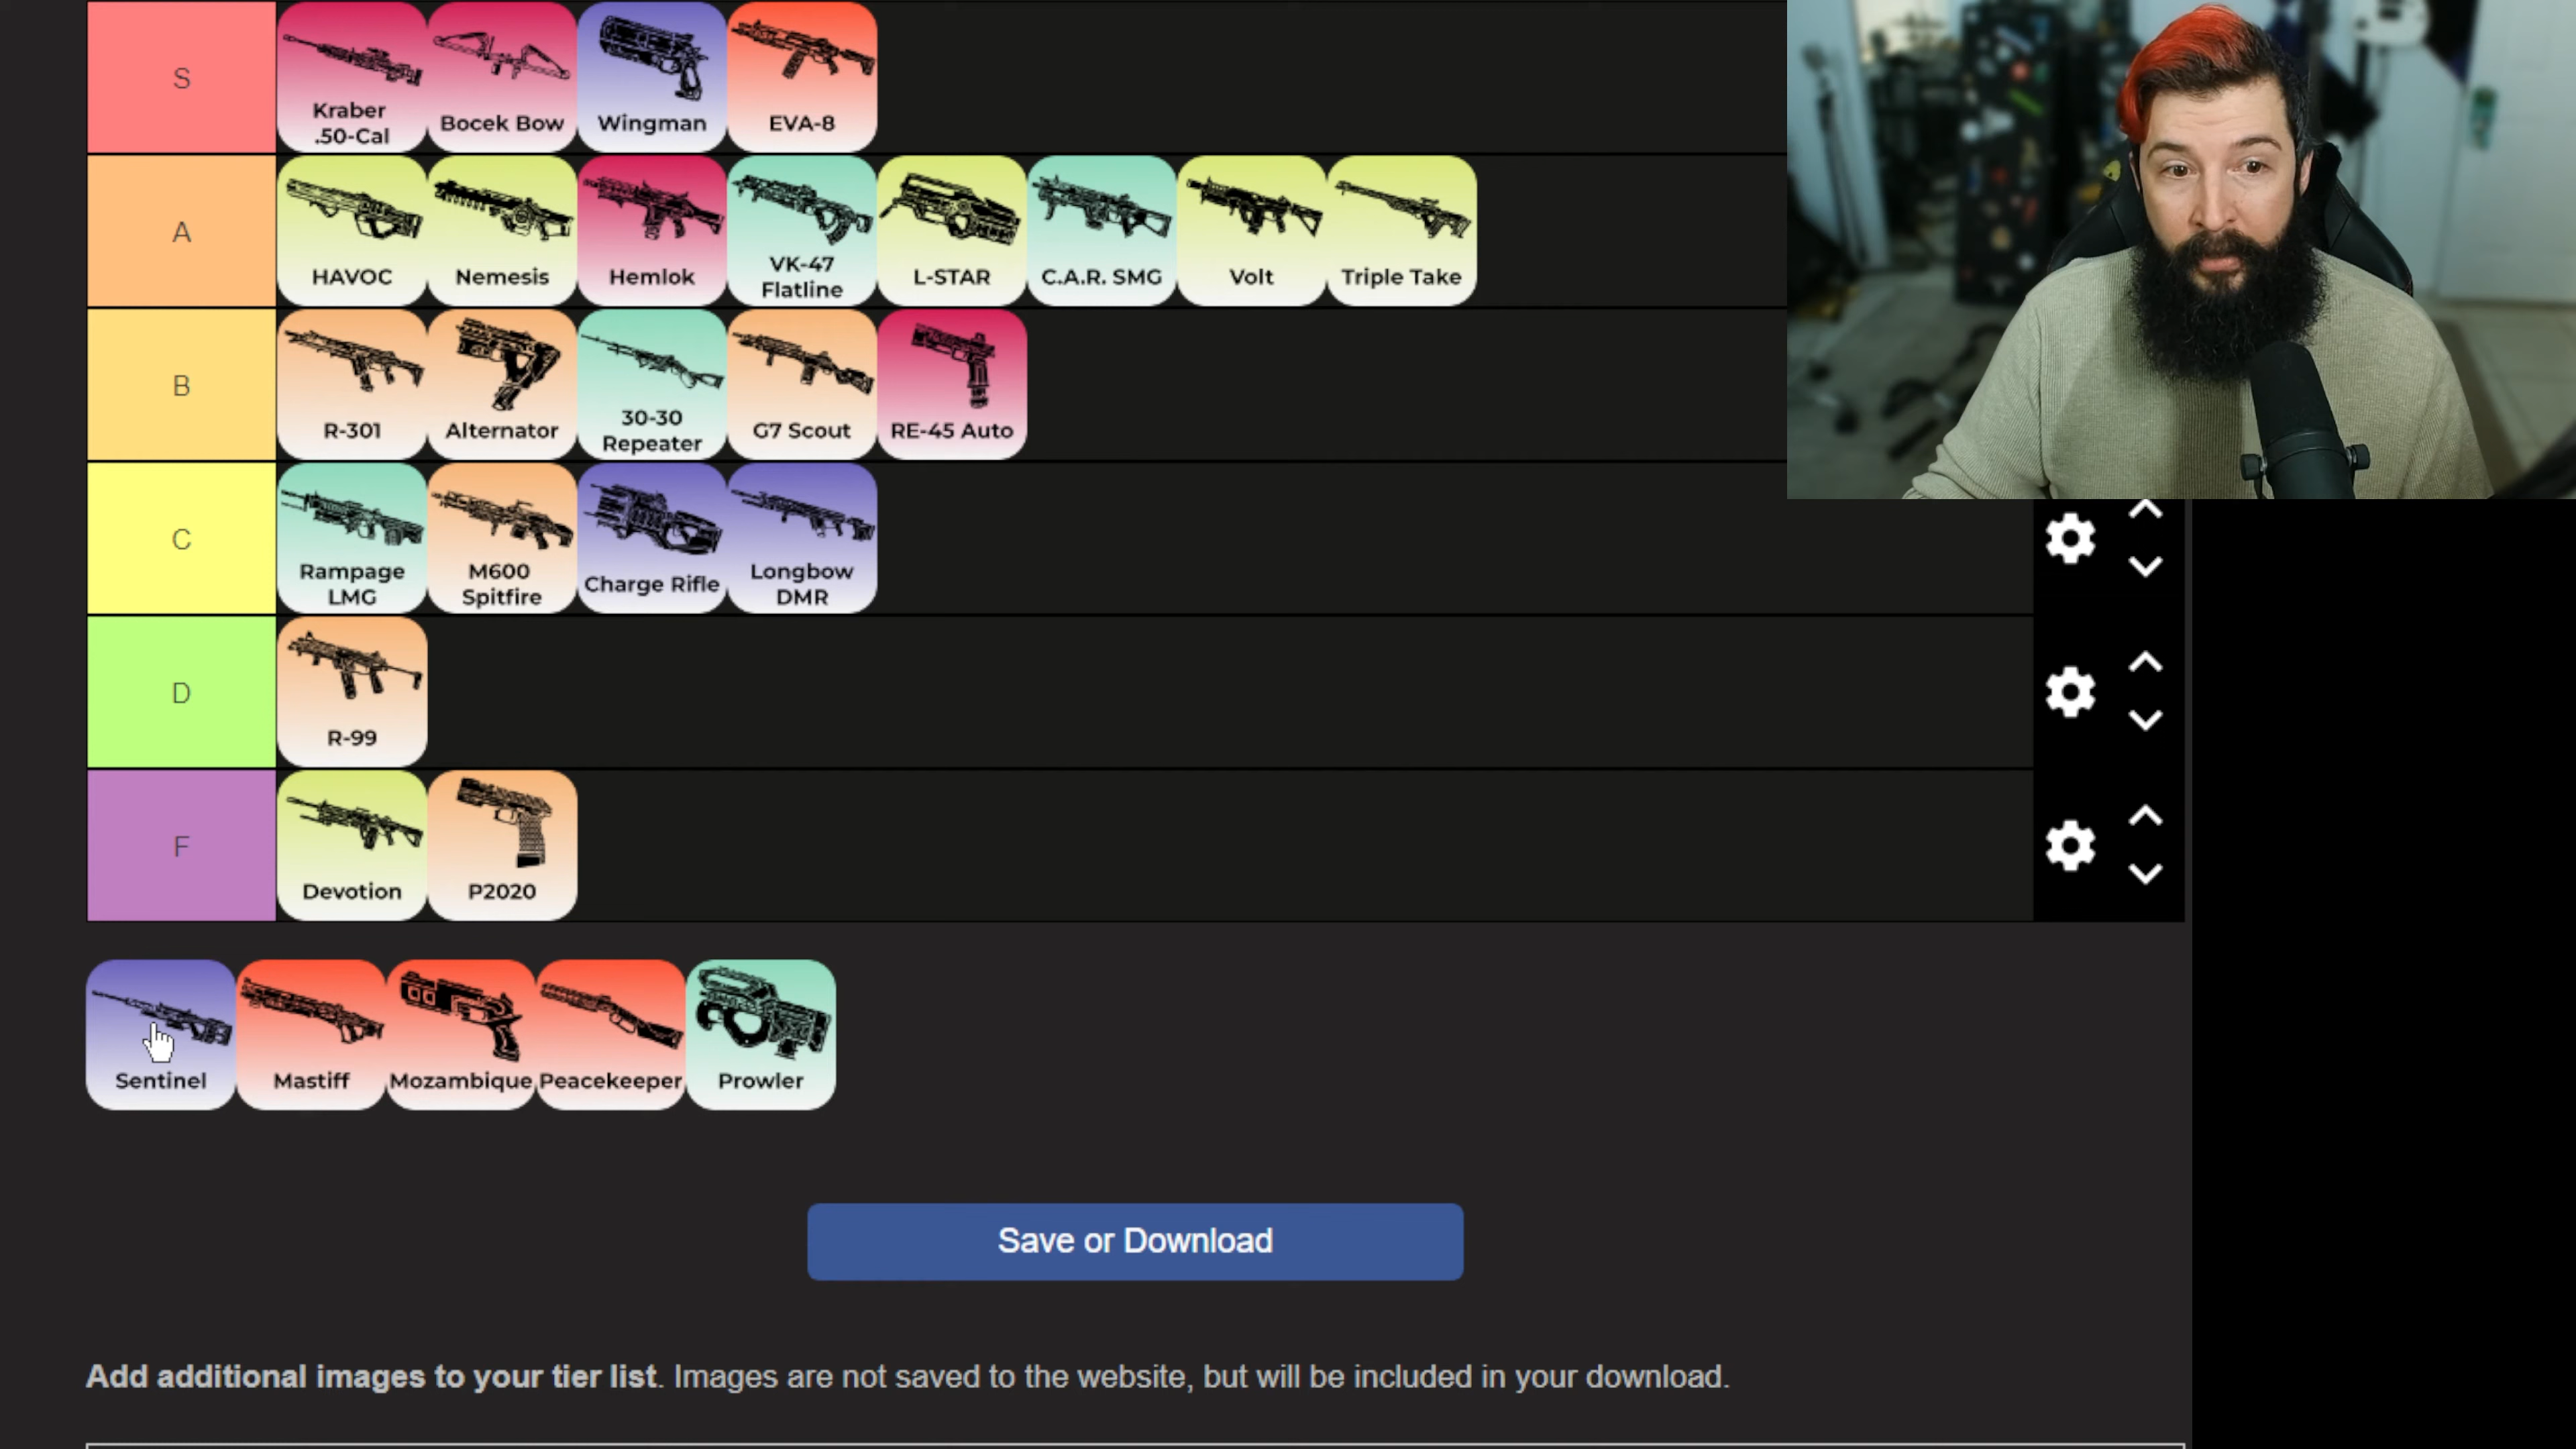 S
Kraber
.50-Cal
Bocek Bow
Wingman
EVA-8
A
HAVOC
Nemesis
Hemlok
VK-47
Flatline
L-STAR
C.A.R. SMG
Volt
Triple Take
B
R-301
Alternator
30-30
Repeater
G7 Scout
RE-45 Auto
C
Rampage
LMG
M600
Spitfire
Charge Rifle
Longbow
DMR
D
R-99
F
Devotion
P2020
Sentinel
Mastiff
Mozambique
Peacekeeper
Prowler
Save or Download
Add additional images to your tier list. Images are not saved to the website, but will be included in your download.